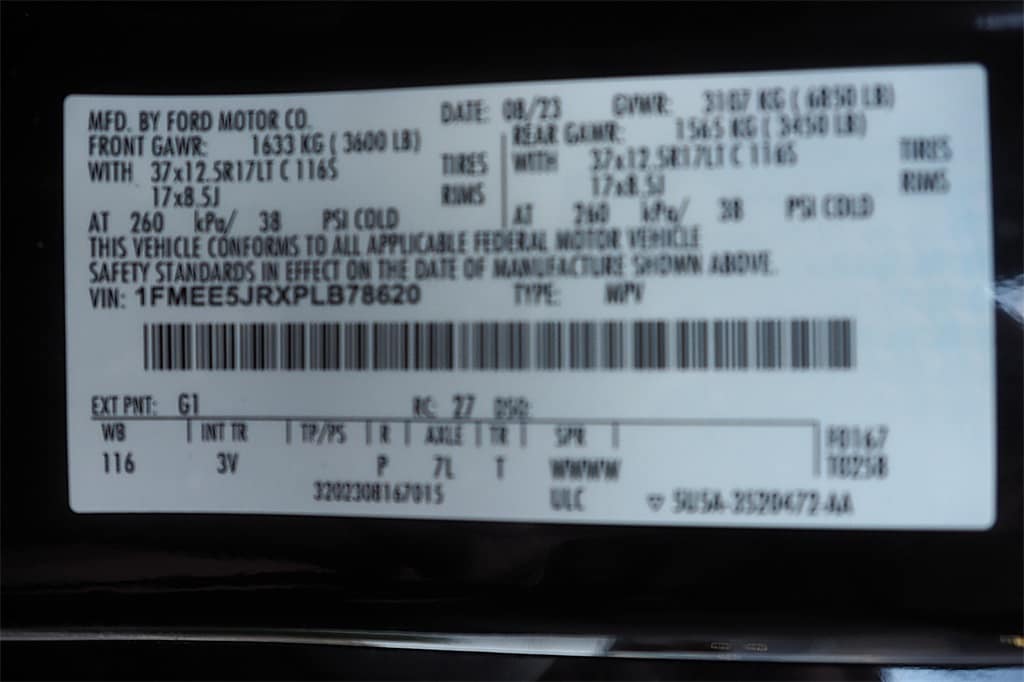 MFD. BY FORD MOTOR CO. DATE: 08/23 GVWR: 3107 KG ( 6850 LB)
FRONT GAWR: 1633 KG ( 3600 LB) REAR GAWR: 1565 KG ( 3450 LB)
WITH 37x12.5R17LT C 116S TIRES WITH 37x12.5R17LT C 116S TIRES
17x8.5J RIMS 17x8.5J RIMS
AT 260 kPa/ 38 PSI COLD AT 260 kPa/ 38 PSI COLD
THIS VEHICLE CONFORMS TO ALL APPLICABLE FEDERAL MOTOR VEHICLE
SAFETY STANDARDS IN EFFECT ON THE DATE OF MANUFACTURE SHOWN ABOVE.
VIN: 1FMEE5JRXPLB78620 TYPE: MPV
EXT PNT: G1 RC: 27 DSO:
WB INT TR TP/PS R AXLE TR SPR FD167
116 3V P 7L T WWWW TD258
3202308167015 ULC